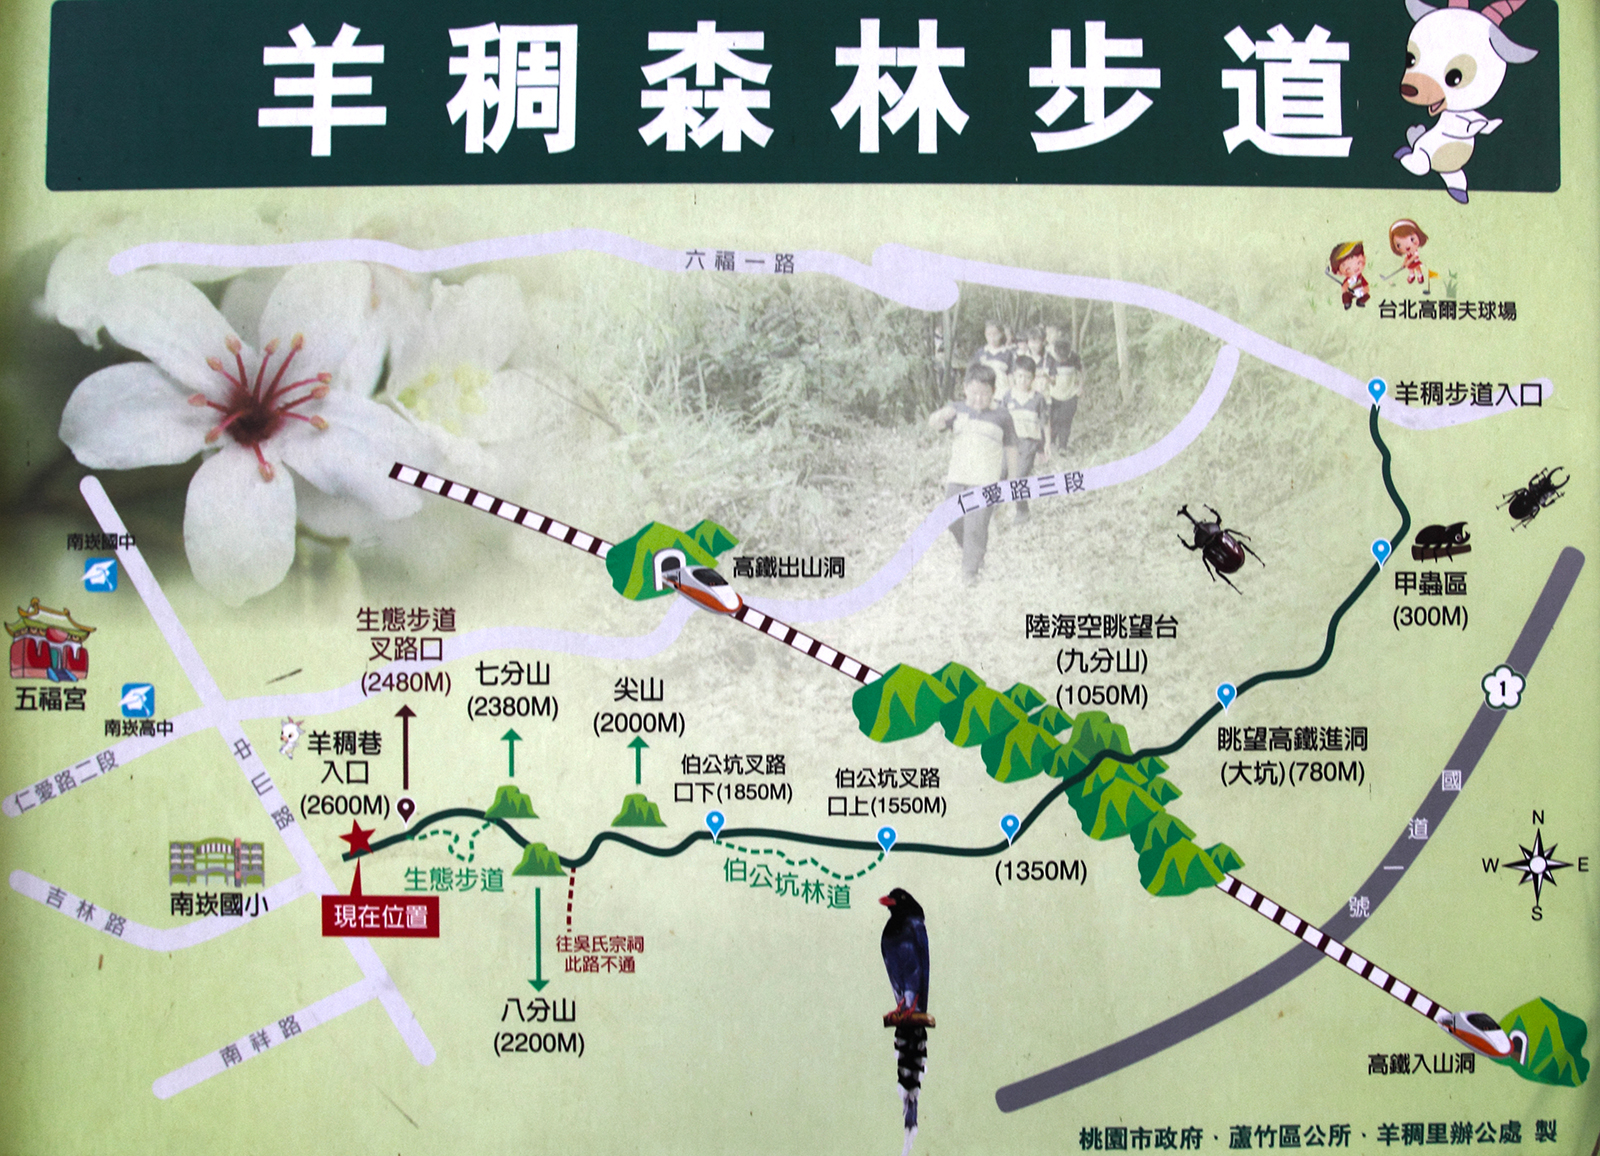 羊稠森林步道
六福一路
台北高爾夫球場
羊稠步道入口
仁愛路三段
南崁國中
高鐵出山洞
甲蟲區
(300M)
五福宮
南崁高中
生態步道
叉路口
(2480M)
七分山
(2380M)
尖山
(2000M)
陸海空眺望台
(九分山)
(1050M)
1
眺望高鐵進洞
(大坑)(780M)
羊稠巷
入口
(2600M)
伯公坑叉路
口下(1850M)
伯公坑叉路
口上(1550M)
仁愛路二段
中山路
國道一號
N
W
E
S
南崁國小
生態步道
伯公坑林道
(1350M)
吉林路
現在位置
往吳氏宗祠
此路不通
八分山
(2200M)
南祥路
高鐵入山洞
桃園市政府·蘆竹區公所·羊稠里辦公處 製